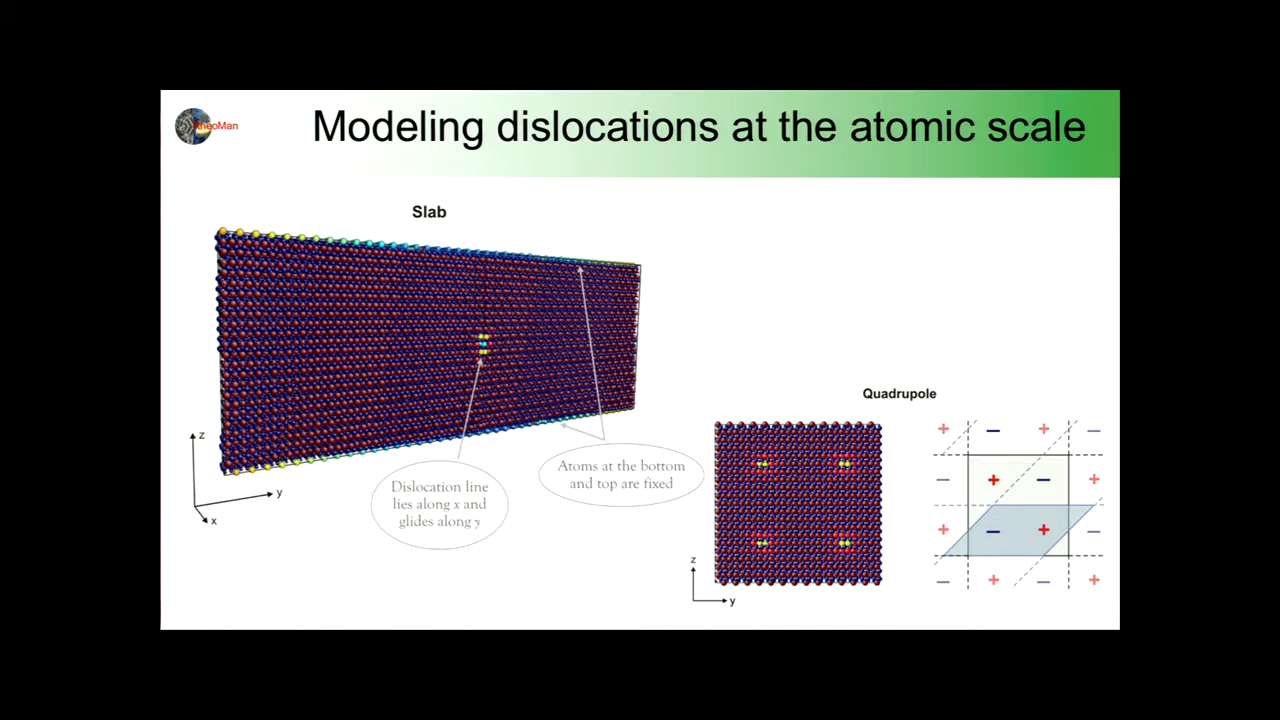 RheoMan
Modeling dislocations at the atomic scale
Slab
z
y
x
Dislocation line
lies along x and
glides along y
Atoms at the bottom
and top are fixed
Quadrupole
z
y
+ − + −
− + − +
+ − + −
− + − +